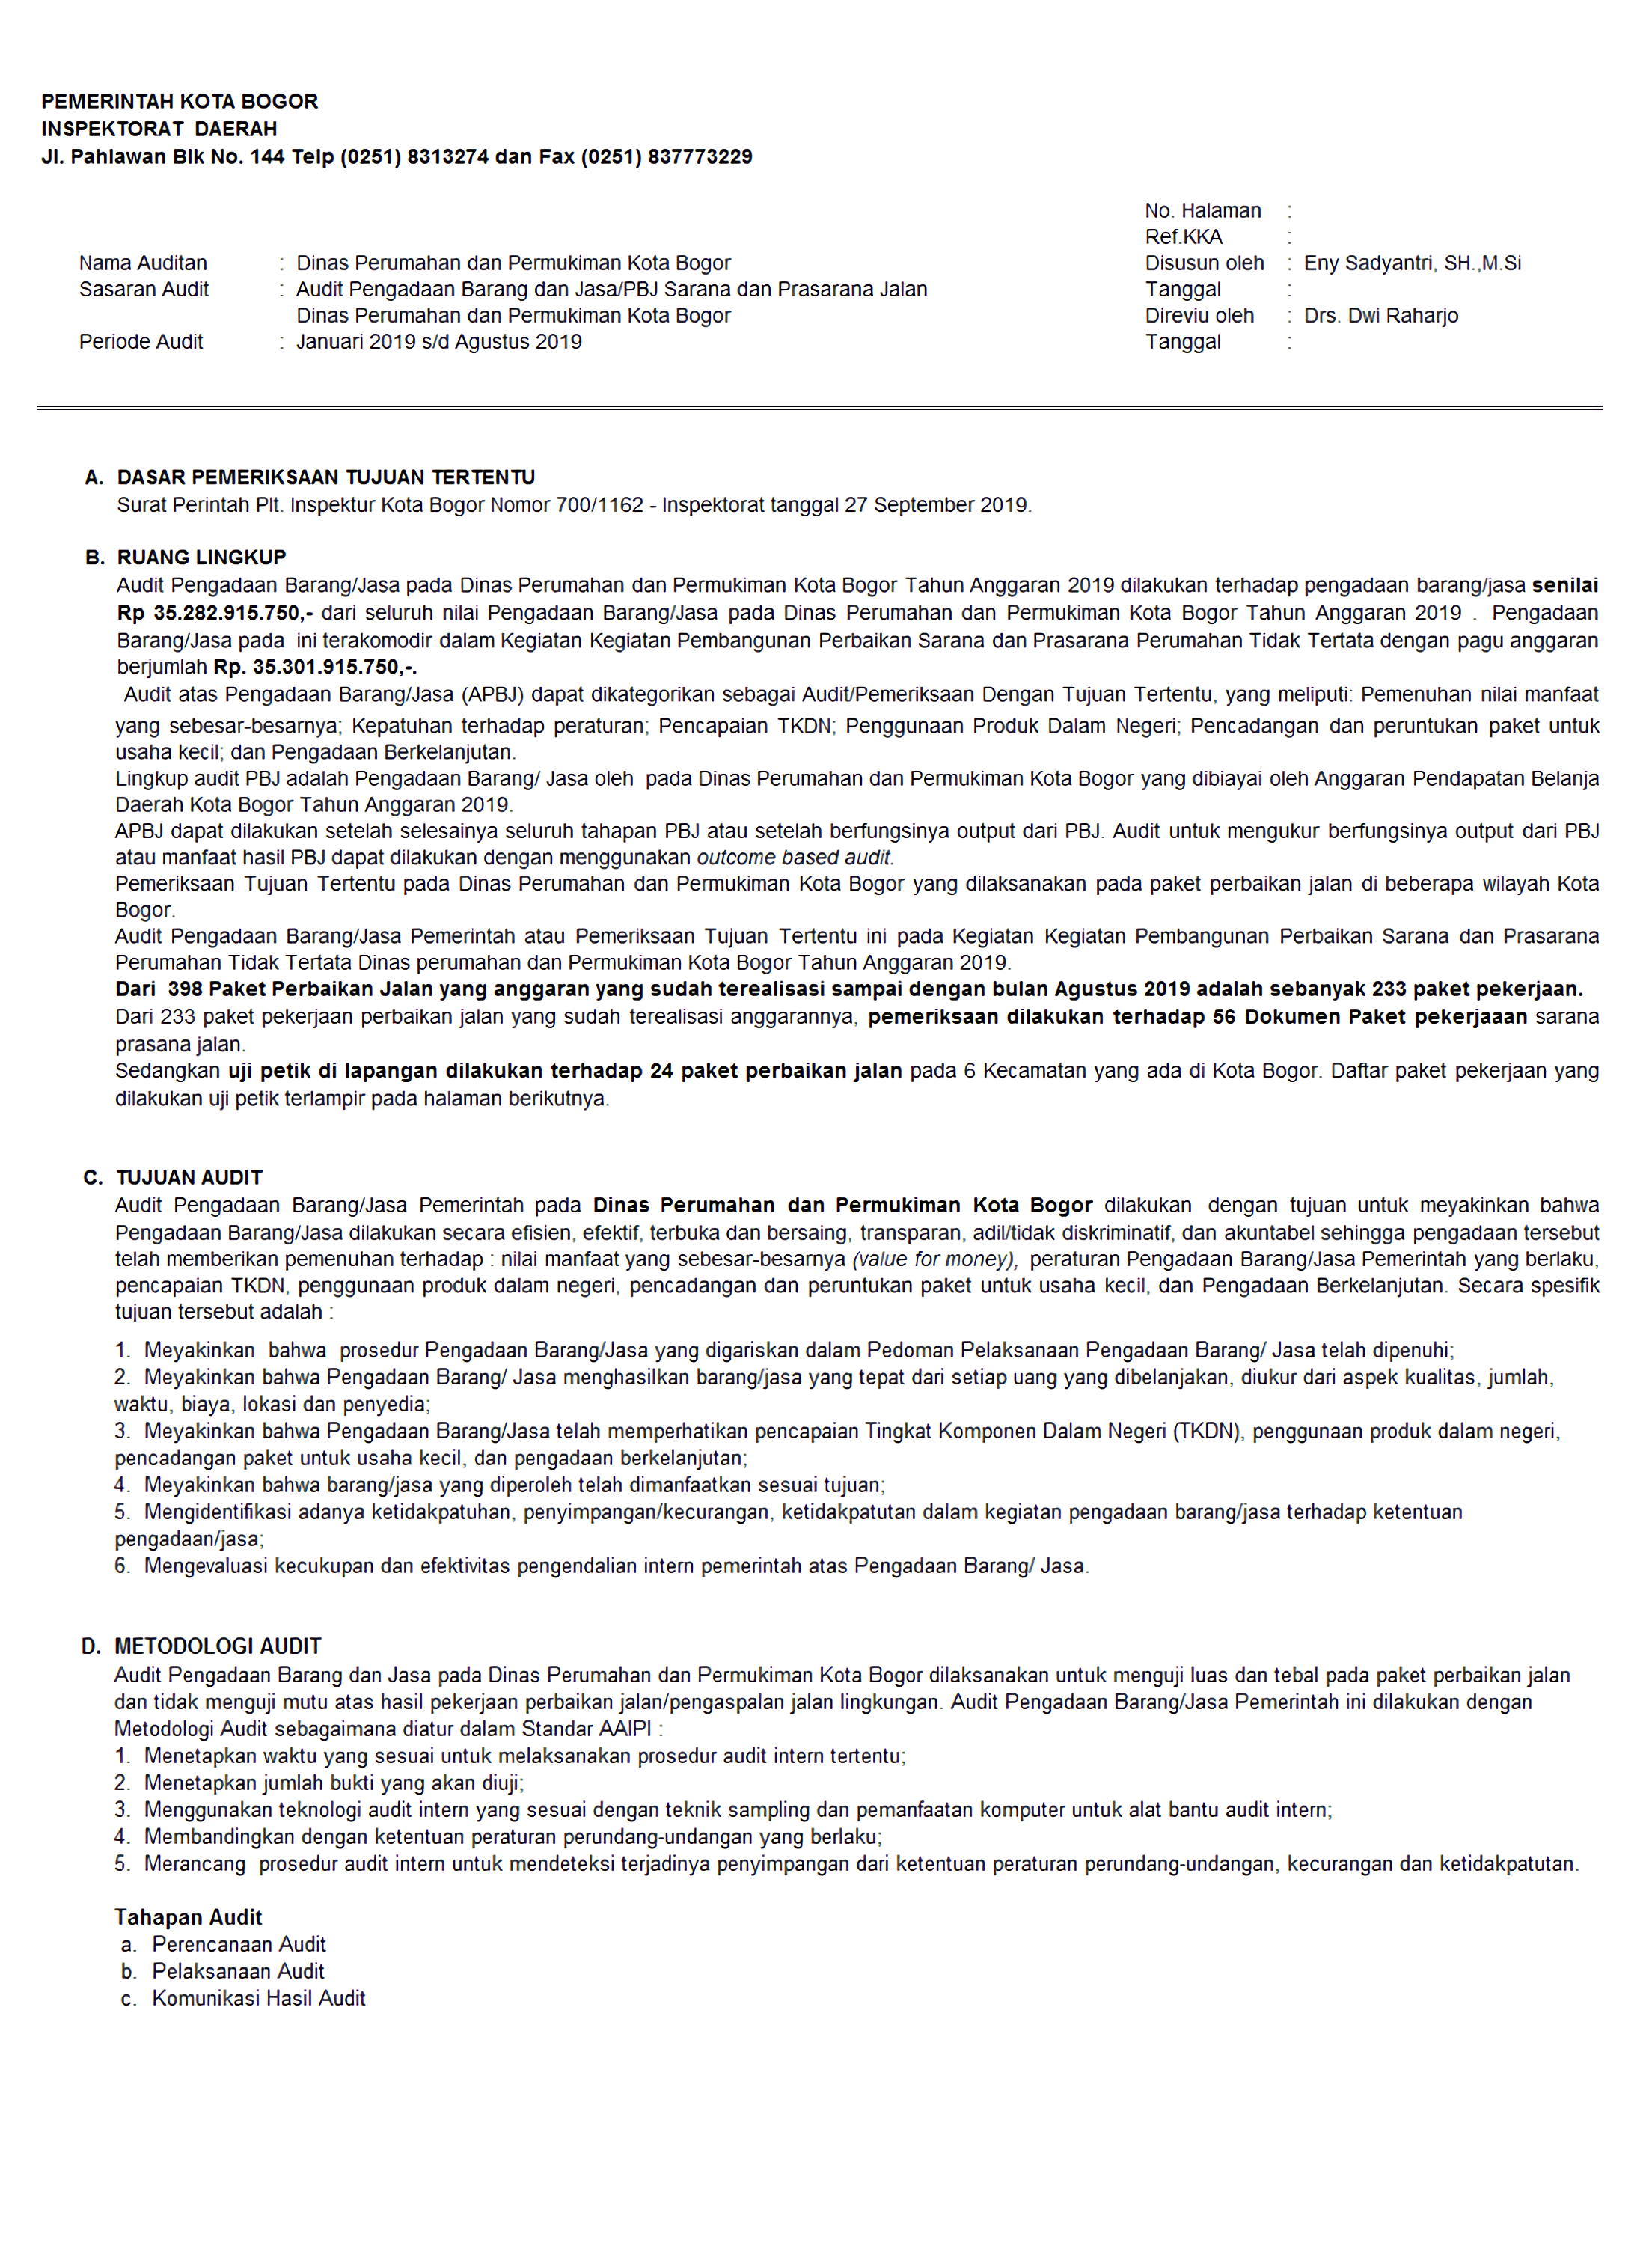 PEMERINTAH KOTA BOGOR
INSPEKTORAT  DAERAH
Jl. Pahlawan Blk No. 144 Telp (0251) 8313274 dan Fax (0251) 837773229
No. Halaman :
Ref.KKA :
Nama Auditan : Dinas Perumahan dan Permukiman Kota Bogor Disusun oleh : Eny Sadyantri, SH.,M.Si
Sasaran Audit : Audit Pengadaan Barang dan Jasa/PBJ Sarana dan Prasarana Jalan Tanggal :
Dinas Perumahan dan Permukiman Kota Bogor Direviu oleh : Drs. Dwi Raharjo
Periode Audit : Januari 2019 s/d Agustus 2019 Tanggal :
A. DASAR PEMERIKSAAN TUJUAN TERTENTU
Surat Perintah Plt. Inspektur Kota Bogor Nomor 700/1162 - Inspektorat tanggal 27 September 2019.
B. RUANG LINGKUP
Audit Pengadaan Barang/Jasa pada Dinas Perumahan dan Permukiman Kota Bogor Tahun Anggaran 2019 dilakukan terhadap pengadaan barang/jasa senilai
Rp 35.282.915.750,- dari seluruh nilai Pengadaan Barang/Jasa pada Dinas Perumahan dan Permukiman Kota Bogor Tahun Anggaran 2019 . Pengadaan
Barang/Jasa pada  ini terakomodir dalam Kegiatan Kegiatan Pembangunan Perbaikan Sarana dan Prasarana Perumahan Tidak Tertata dengan pagu anggaran
berjumlah Rp. 35.301.915.750,-.
Audit atas Pengadaan Barang/Jasa (APBJ) dapat dikategorikan sebagai Audit/Pemeriksaan Dengan Tujuan Tertentu, yang meliputi: Pemenuhan nilai manfaat
yang sebesar-besarnya; Kepatuhan terhadap peraturan; Pencapaian TKDN; Penggunaan Produk Dalam Negeri; Pencadangan dan peruntukan paket untuk
usaha kecil; dan Pengadaan Berkelanjutan.
Lingkup audit PBJ adalah Pengadaan Barang/ Jasa oleh  pada Dinas Perumahan dan Permukiman Kota Bogor yang dibiayai oleh Anggaran Pendapatan Belanja
Daerah Kota Bogor Tahun Anggaran 2019.
APBJ dapat dilakukan setelah selesainya seluruh tahapan PBJ atau setelah berfungsinya output dari PBJ. Audit untuk mengukur berfungsinya output dari PBJ
atau manfaat hasil PBJ dapat dilakukan dengan menggunakan outcome based audit.
Pemeriksaan Tujuan Tertentu pada Dinas Perumahan dan Permukiman Kota Bogor yang dilaksanakan pada paket perbaikan jalan di beberapa wilayah Kota
Bogor.
Audit Pengadaan Barang/Jasa Pemerintah atau Pemeriksaan Tujuan Tertentu ini pada Kegiatan Kegiatan Pembangunan Perbaikan Sarana dan Prasarana
Perumahan Tidak Tertata Dinas perumahan dan Permukiman Kota Bogor Tahun Anggaran 2019.
Dari  398 Paket Perbaikan Jalan yang anggaran yang sudah terealisasi sampai dengan bulan Agustus 2019 adalah sebanyak 233 paket pekerjaan.
Dari 233 paket pekerjaan perbaikan jalan yang sudah terealisasi anggarannya, pemeriksaan dilakukan terhadap 56 Dokumen Paket pekerjaaan sarana
prasana jalan.
Sedangkan uji petik di lapangan dilakukan terhadap 24 paket perbaikan jalan pada 6 Kecamatan yang ada di Kota Bogor. Daftar paket pekerjaan yang
dilakukan uji petik terlampir pada halaman berikutnya.
C. TUJUAN AUDIT
Audit Pengadaan Barang/Jasa Pemerintah pada Dinas Perumahan dan Permukiman Kota Bogor dilakukan  dengan tujuan untuk meyakinkan bahwa
Pengadaan Barang/Jasa dilakukan secara efisien, efektif, terbuka dan bersaing, transparan, adil/tidak diskriminatif, dan akuntabel sehingga pengadaan tersebut
telah memberikan pemenuhan terhadap : nilai manfaat yang sebesar-besarnya (value for money),  peraturan Pengadaan Barang/Jasa Pemerintah yang berlaku,
pencapaian TKDN, penggunaan produk dalam negeri, pencadangan dan peruntukan paket untuk usaha kecil, dan Pengadaan Berkelanjutan. Secara spesifik
tujuan tersebut adalah :
1.  Meyakinkan  bahwa  prosedur Pengadaan Barang/Jasa yang digariskan dalam Pedoman Pelaksanaan Pengadaan Barang/ Jasa telah dipenuhi;
2.  Meyakinkan bahwa Pengadaan Barang/ Jasa menghasilkan barang/jasa yang tepat dari setiap uang yang dibelanjakan, diukur dari aspek kualitas, jumlah,
waktu, biaya, lokasi dan penyedia;
3.  Meyakinkan bahwa Pengadaan Barang/Jasa telah memperhatikan pencapaian Tingkat Komponen Dalam Negeri (TKDN), penggunaan produk dalam negeri,
pencadangan paket untuk usaha kecil, dan pengadaan berkelanjutan;
4.  Meyakinkan bahwa barang/jasa yang diperoleh telah dimanfaatkan sesuai tujuan;
5.  Mengidentifikasi adanya ketidakpatuhan, penyimpangan/kecurangan, ketidakpatutan dalam kegiatan pengadaan barang/jasa terhadap ketentuan
pengadaan/jasa;
6.  Mengevaluasi kecukupan dan efektivitas pengendalian intern pemerintah atas Pengadaan Barang/ Jasa.
D. METODOLOGI AUDIT
Audit Pengadaan Barang dan Jasa pada Dinas Perumahan dan Permukiman Kota Bogor dilaksanakan untuk menguji luas dan tebal pada paket perbaikan jalan
dan tidak menguji mutu atas hasil pekerjaan perbaikan jalan/pengaspalan jalan lingkungan. Audit Pengadaan Barang/Jasa Pemerintah ini dilakukan dengan
Metodologi Audit sebagaimana diatur dalam Standar AAIPI :
1.  Menetapkan waktu yang sesuai untuk melaksanakan prosedur audit intern tertentu;
2.  Menetapkan jumlah bukti yang akan diuji;
3.  Menggunakan teknologi audit intern yang sesuai dengan teknik sampling dan pemanfaatan komputer untuk alat bantu audit intern;
4.  Membandingkan dengan ketentuan peraturan perundang-undangan yang berlaku;
5.  Merancang  prosedur audit intern untuk mendeteksi terjadinya penyimpangan dari ketentuan peraturan perundang-undangan, kecurangan dan ketidakpatutan.
Tahapan Audit
a.  Perencanaan Audit
b.  Pelaksanaan Audit
c.  Komunikasi Hasil Audit